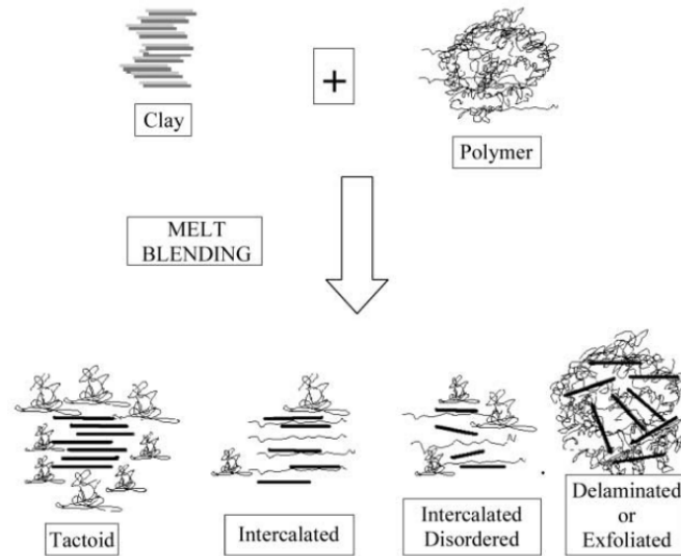 Clay
+
Polymer
MELT
BLENDING
Tactoid
Intercalated
Intercalated
Disordered
Delaminated
or
Exfoliated